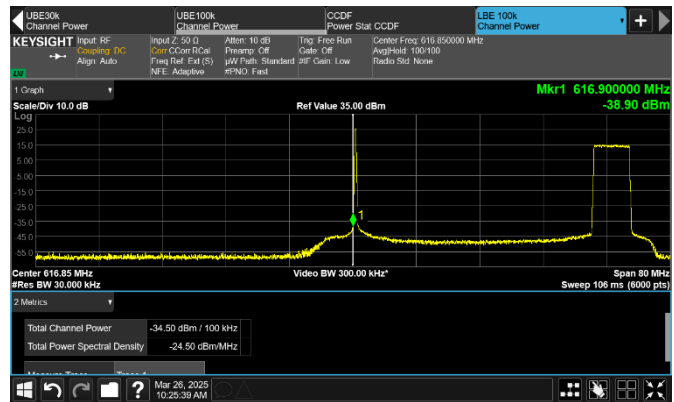 UBE30k
Channel Power
UBE100k
Channel Power
CCDF
Power Stat CCDF
LBE 100k
Channel Power
KEYSIGHT
Input: RF
Coupling: DC
Align: Auto
LXI
Input Z: 50 Ω
Corr CCorr RCal
Freq Ref: Ext (S)
NFE: Adaptive
Atten: 10 dB
Preamp: Off
µW Path: Standard
#PNO: Fast
Trig: Free Run
Gate: Off
#IF Gain: Low
Center Freq: 616.850000 MHz
Avg|Hold: 100/100
Radio Std: None
1 Graph
Mkr1 616.900000 MHz
-38.90 dBm
Scale/Div 10.0 dB
Ref Value 35.00 dBm
Log
25.0
15.0
5.00
-5.00
-15.0
-25.0
-35.0
-45.0
-55.0
1
Center 616.85 MHz
Video BW 300.00 kHz*
Span 80 MHz
#Res BW 30.000 kHz
Sweep 106 ms (6000 pts)
2 Metrics
Total Channel Power -34.50 dBm / 100 kHz
Total Power Spectral Density -24.50 dBm/MHz
?
Mar 26, 2025
10:25:39 AM